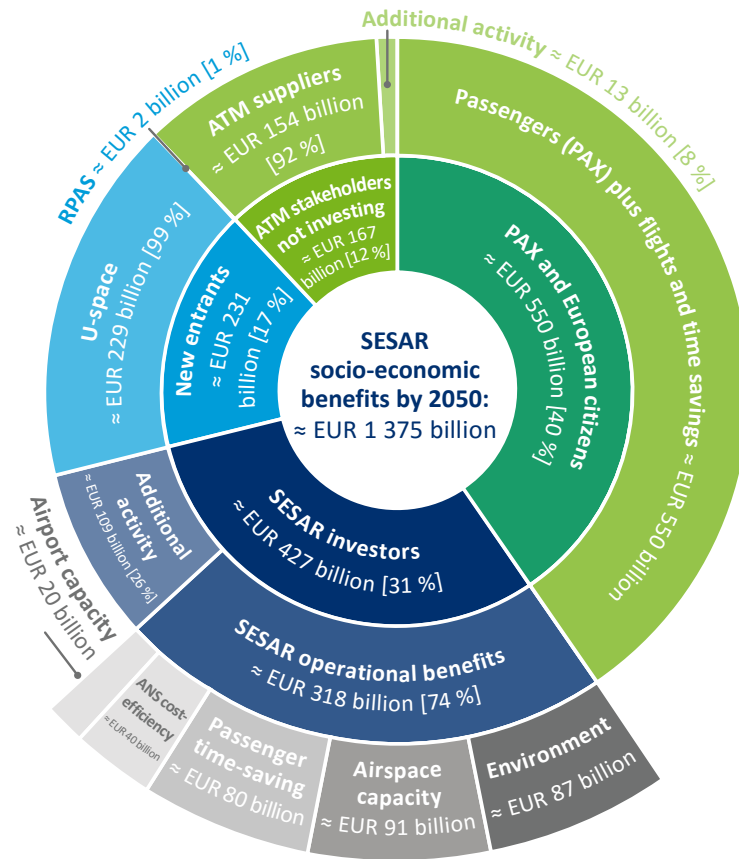 SESAR
socio-economic
benefits by 2050:
≈ EUR 1 375 billion
PAX and European citizens
≈ EUR 550 billion [40 %]
Passengers (PAX) plus flights and time savings ≈ EUR 550 billion
SESAR investors
≈ EUR 427 billion [31 %]
SESAR operational benefits
≈ EUR 318 billion [74 %]
Environment
≈ EUR 87 billion
Airspace
capacity
≈ EUR 91 billion
Passenger
time-saving
≈ EUR 80 billion
ANS cost-
efficiency
≈ EUR 40 billion
Airport capacity
≈ EUR 20 billion
Additional
activity
≈ EUR 109 billion [26 %]
New entrants
≈ EUR 231
billion [17 %]
U-space
≈ EUR 229 billion [99 %]
RPAS ≈ EUR 2 billion [1 %]
ATM stakeholders
not investing
≈ EUR 167
billion [12 %]
ATM suppliers
≈ EUR 154 billion
[92 %]
Additional activity ≈ EUR 13 billion [8 %]